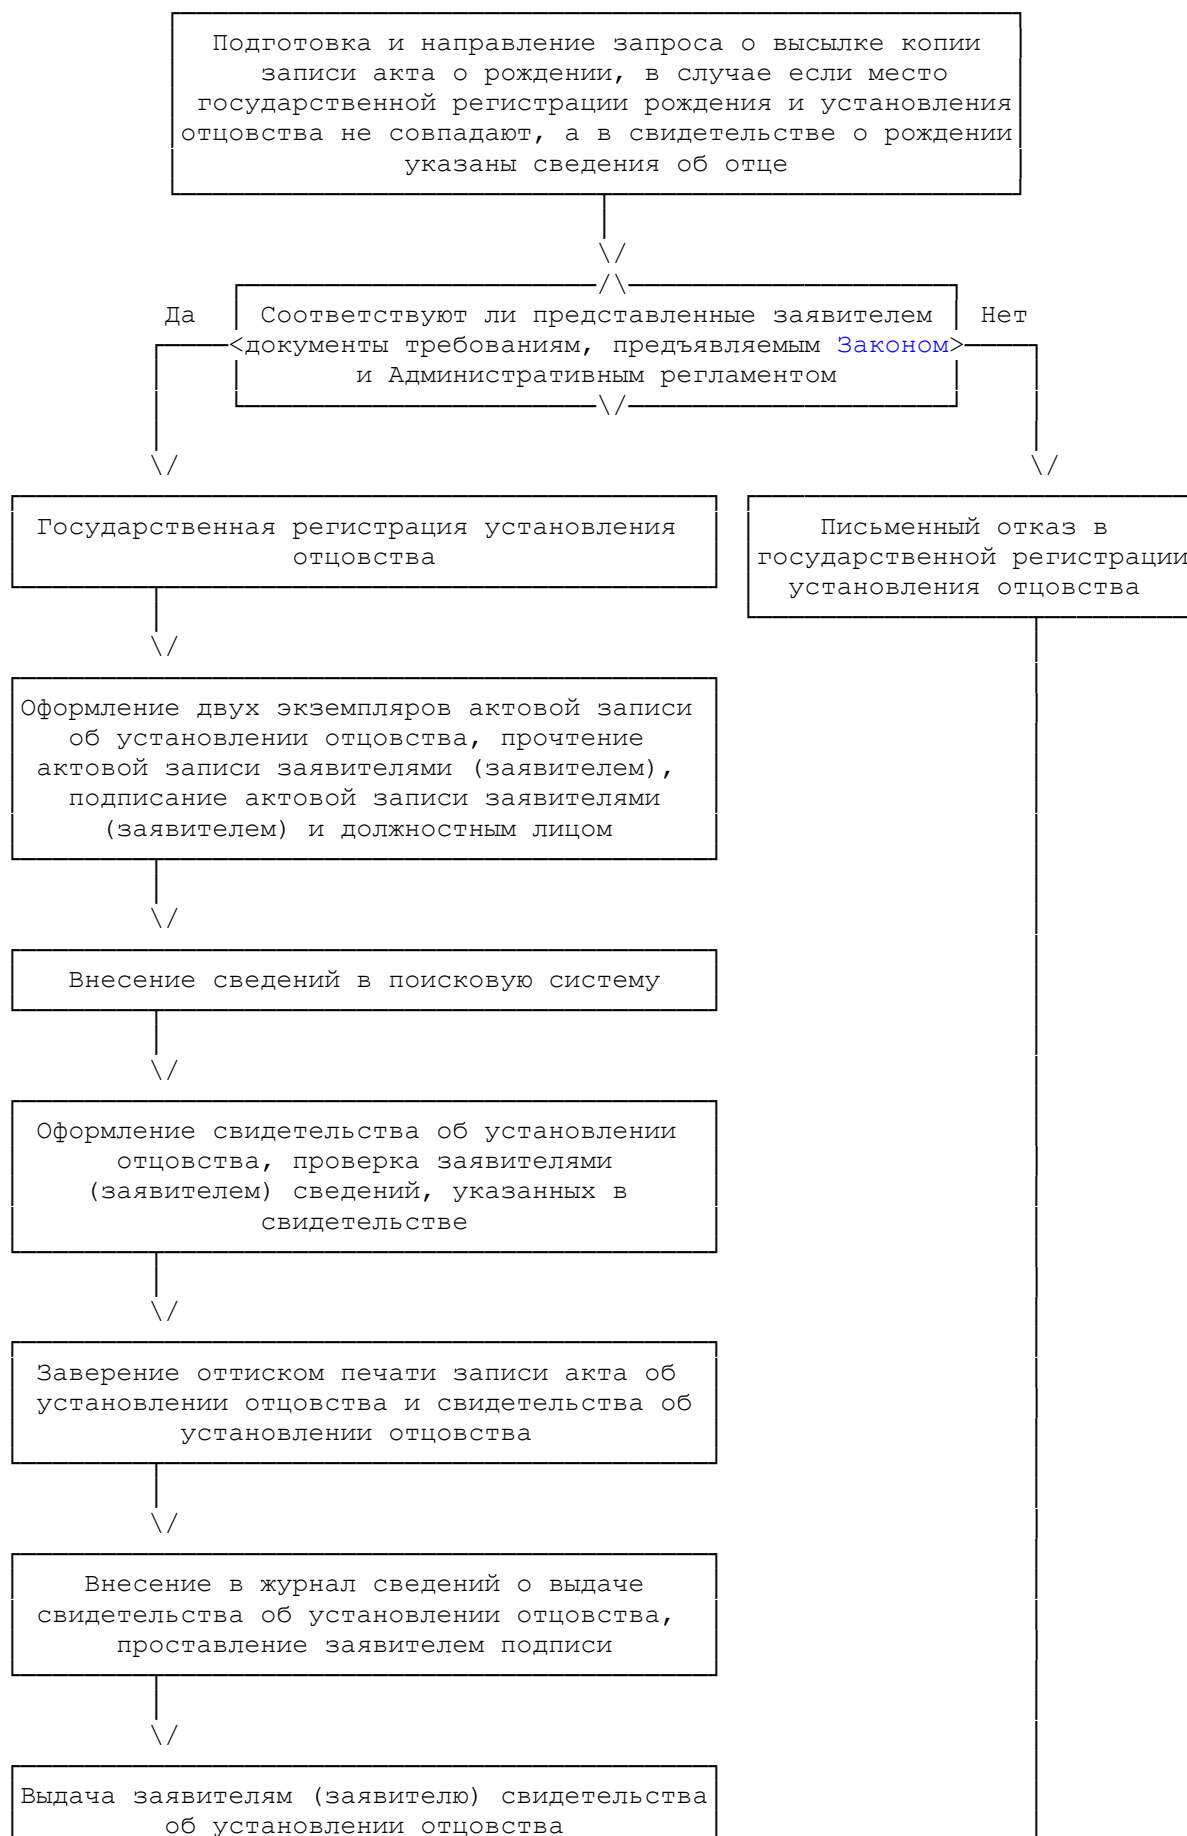 Подготовка и направление запроса о высылке копии
записи акта о рождении, в случае если место
государственной регистрации рождения и установления
отцовства не совпадают, а в свидетельстве о рождении
указаны сведения об отце
Да
Соответствуют ли представленные заявителем
Нет
документы требованиям, предъявляемым Законом
и Административным регламентом
Государственная регистрация установления
отцовства
Письменный отказ в
государственной регистрации
установления отцовства
Оформление двух экземпляров актовой записи
об установлении отцовства, прочтение
актовой записи заявителями (заявителем),
подписание актовой записи заявителями
(заявителем) и должностным лицом
Внесение сведений в поисковую систему
Оформление свидетельства об установлении
отцовства, проверка заявителями
(заявителем) сведений, указанных в
свидетельстве
Заверение оттиском печати записи акта об
установлении отцовства и свидетельства об
установлении отцовства
Внесение в журнал сведений о выдаче
свидетельства об установлении отцовства,
проставление заявителем подписи
Выдача заявителям (заявителю) свидетельства
об установлении отцовства